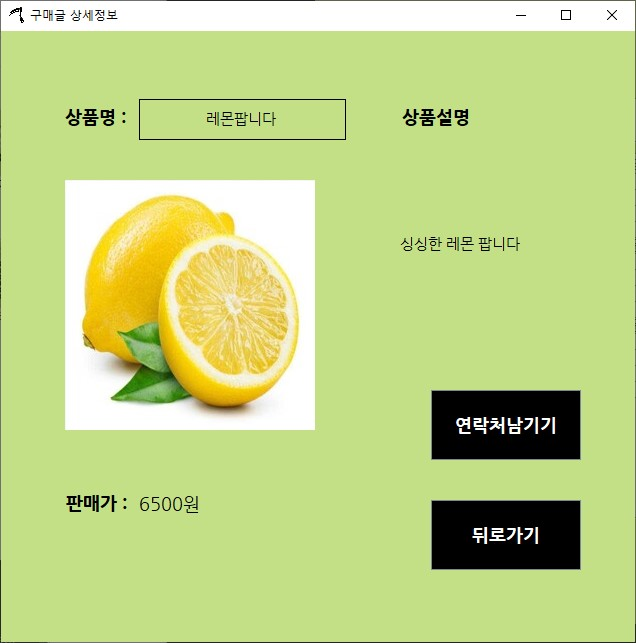 구매글 상세정보
상품명 :
레몬팝니다
상품설명
싱싱한 레몬 팝니다
연락처남기기
판매가 :
6500원
뒤로가기